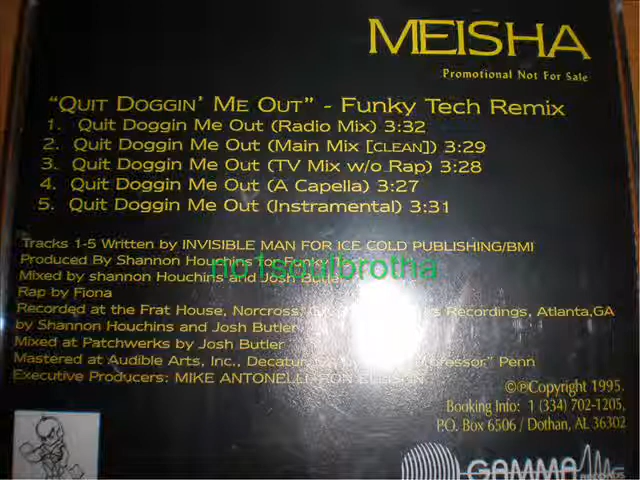 MEISHA
Promotional Not For Sale
"QUIT DOGGIN' ME OUT" - Funky Tech Remix
1. Quit Doggin Me Out (Radio Mix) 3:32
2. Quit Doggin Me Out (Main Mix [CLEAN]) 3:29
3. Quit Doggin Me Out (TV Mix w/o Rap) 3:28
4. Quit Doggin Me Out (A Capella) 3:27
5. Quit Doggin Me Out (Instramental) 3:31
Tracks 1-5 Written by INVISIBLE MAN FOR ICE COLD PUBLISHING/BMI
Produced By Shannon Houchins for Funky
no1soulbrotha
Mixed by shannon Houchins and Josh Butler
Rap by Fiona
Recorded at the Frat House, Norcross, Recordings, Atlanta,GA
by Shannon Houchins and Josh Butler
Mixed at Patchwerks by Josh Butler
Mastered at Audible Arts, Inc., Decatur Penn
Executive Producers: MIKE ANTONELLI
©℗Copyright 1995.
Booking Info: 1 (334) 702-1205,
P.O. Box 6506 / Dothan, AL 36302
GAMMA
RECORDS